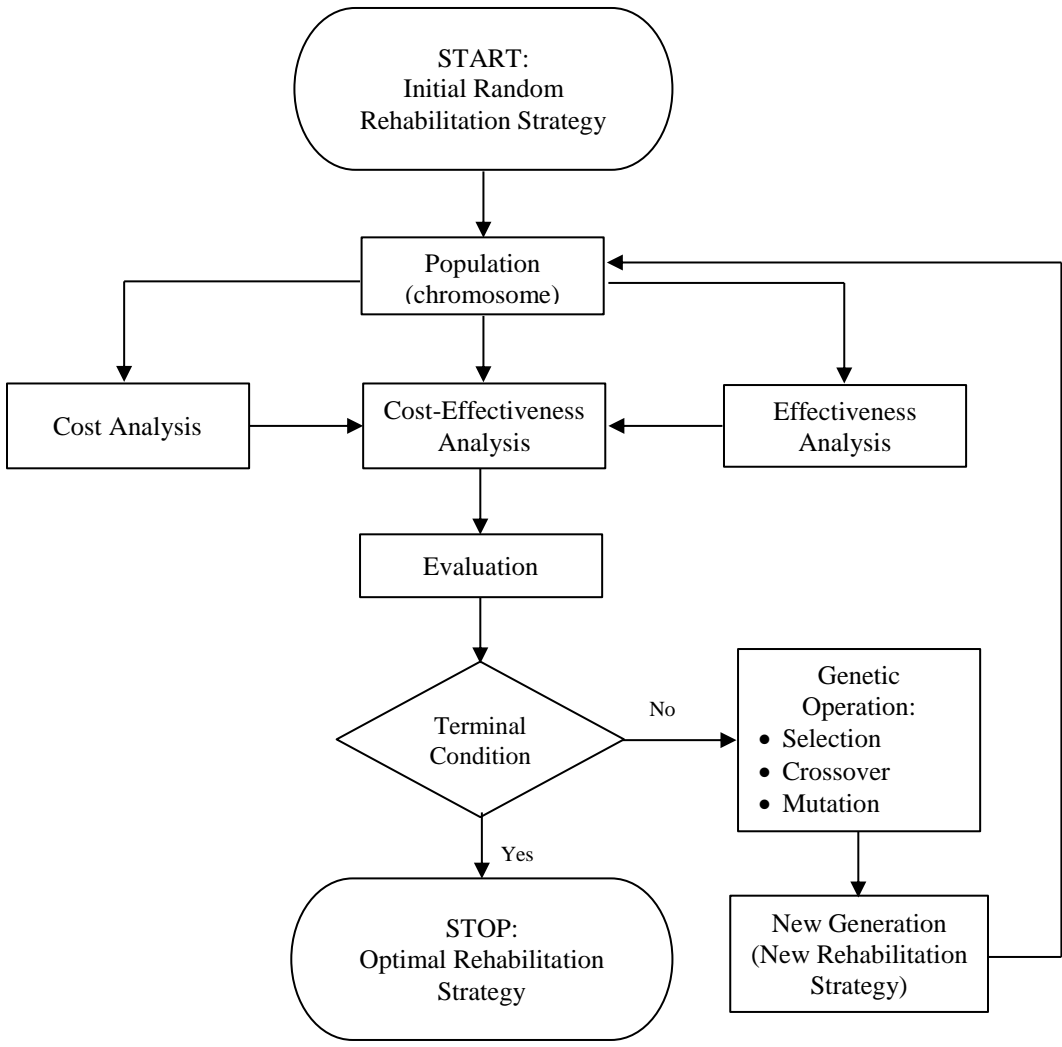 START:
Initial Random
Rehabilitation Strategy
Population
(chromosome)
Cost Analysis
Cost-Effectiveness
Analysis
Effectiveness
Analysis
Evaluation
Terminal
Condition
No
Genetic
Operation:
• Selection
• Crossover
• Mutation
Yes
STOP:
Optimal Rehabilitation
Strategy
New Generation
(New Rehabilitation
Strategy)